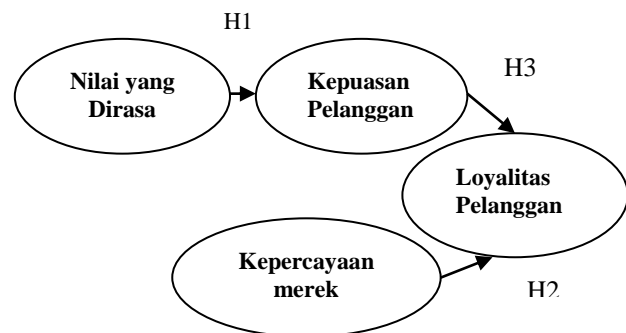 H1
Nilai yang
Dirasa
Kepuasan
Pelanggan
H3
Loyalitas
Pelanggan
Kepercayaan
merek
H2